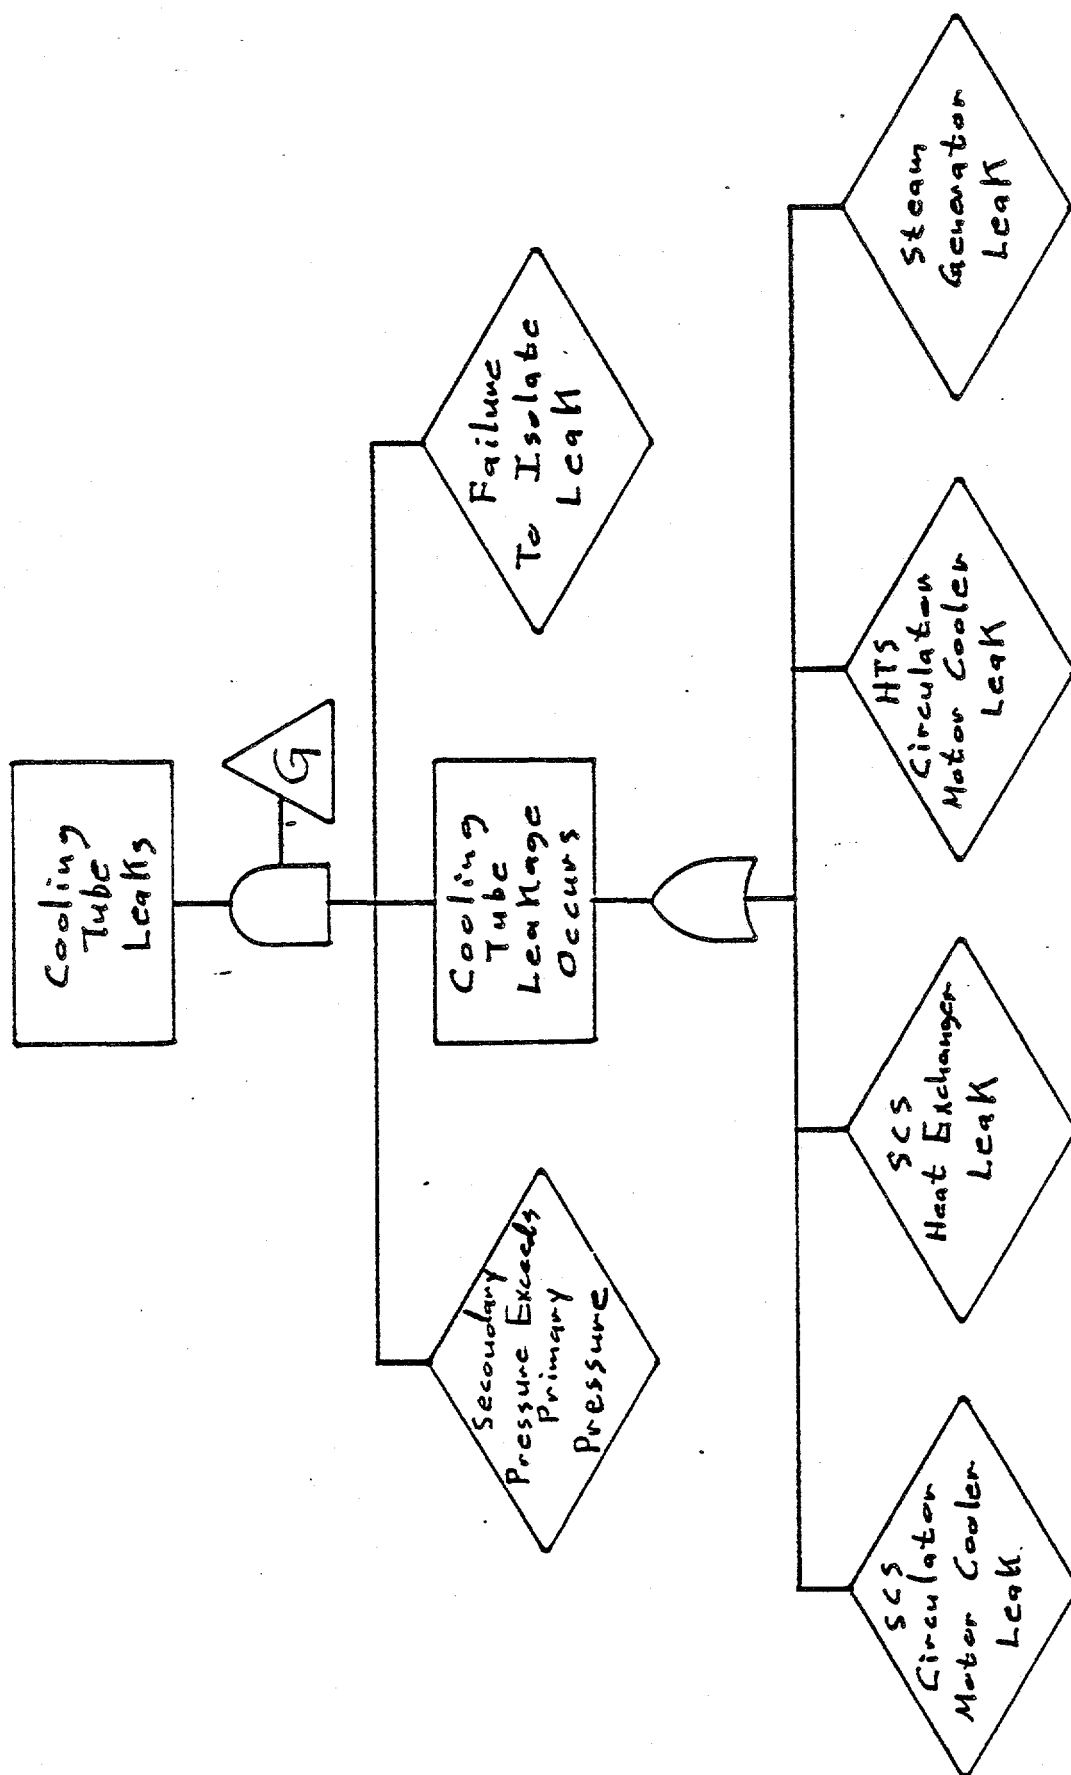 Cooling
Tube
Leaks
G
Secondary
Pressure Exceeds
Primary
Pressure
Cooling
Tube
Leakage
Occurs
Failure
To Isolate
Leak
SCS
Circulator
Motor Cooler
Leak.
SCS
Heat Exchanger
Leak
HTS
Circulator
Motor Cooler
Leak
Steam
Generator
Leak